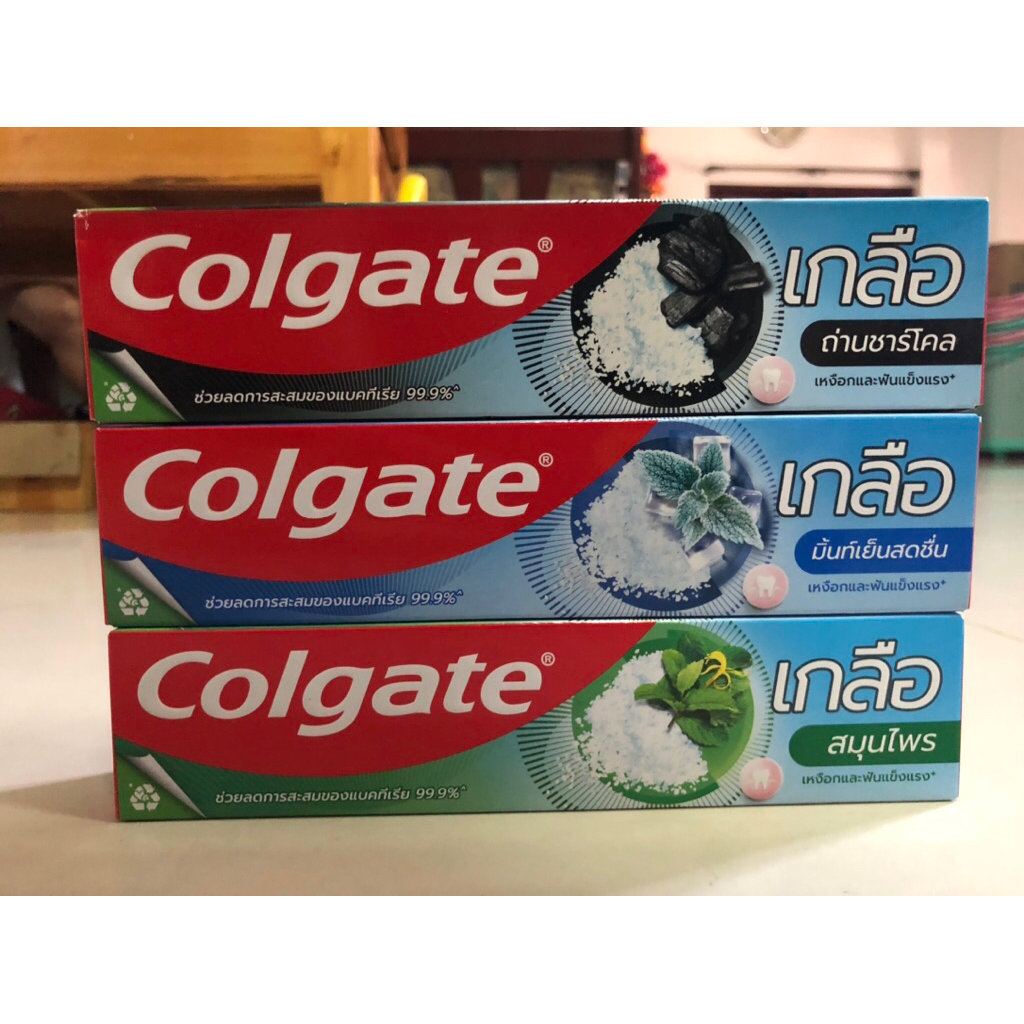 Colgate®
เกลือ
ถ่านชาร์โคล
เหงือกและฟันแข็งแรง⁺
ช่วยลดการสะสมของแบคทีเรีย 99.9%^
Colgate®
เกลือ
มิ้นท์เย็นสดชื่น
เหงือกและฟันแข็งแรง⁺
ช่วยลดการสะสมของแบคทีเรีย 99.9%^
Colgate®
เกลือ
สมุนไพร
เหงือกและฟันแข็งแรง⁺
ช่วยลดการสะสมของแบคทีเรีย 99.9%^